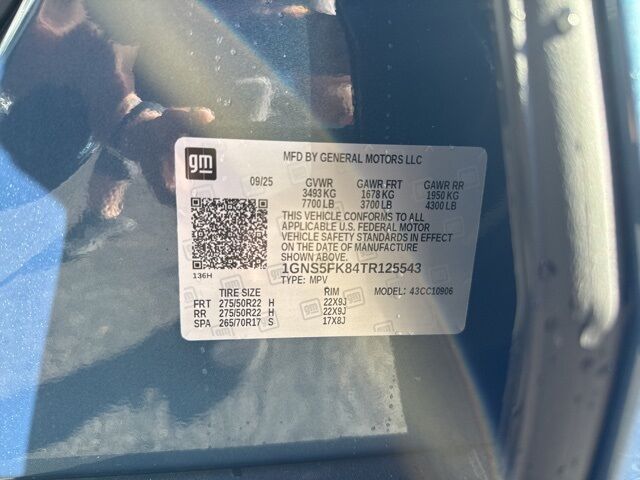 gm
MFD BY GENERAL MOTORS LLC
09/25 GVWR GAWR FRT GAWR RR
3493 KG 1678 KG 1950 KG
7700 LB 3700 LB 4300 LB
THIS VEHICLE CONFORMS TO ALL
APPLICABLE U.S. FEDERAL MOTOR
VEHICLE SAFETY STANDARDS IN EFFECT
ON THE DATE OF MANUFACTURE
SHOWN ABOVE.
1GNS5FK84TR125543
136H
TYPE: MPV
TIRE SIZE RIM MODEL: 43CC10906
FRT 275/50R22 H 22X9J
RR 275/50R22 H 22X9J
SPA 265/70R17 S 17X8J